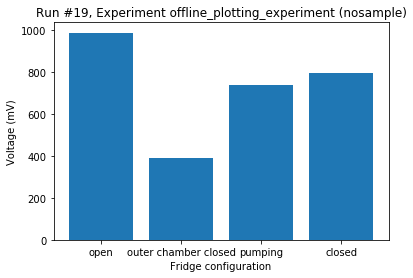 Run #19, Experiment offline_plotting_experiment (nosample)
1000
800
600
400
200
0
Voltage (mV)
open outer chamber closed pumping closed
Fridge configuration